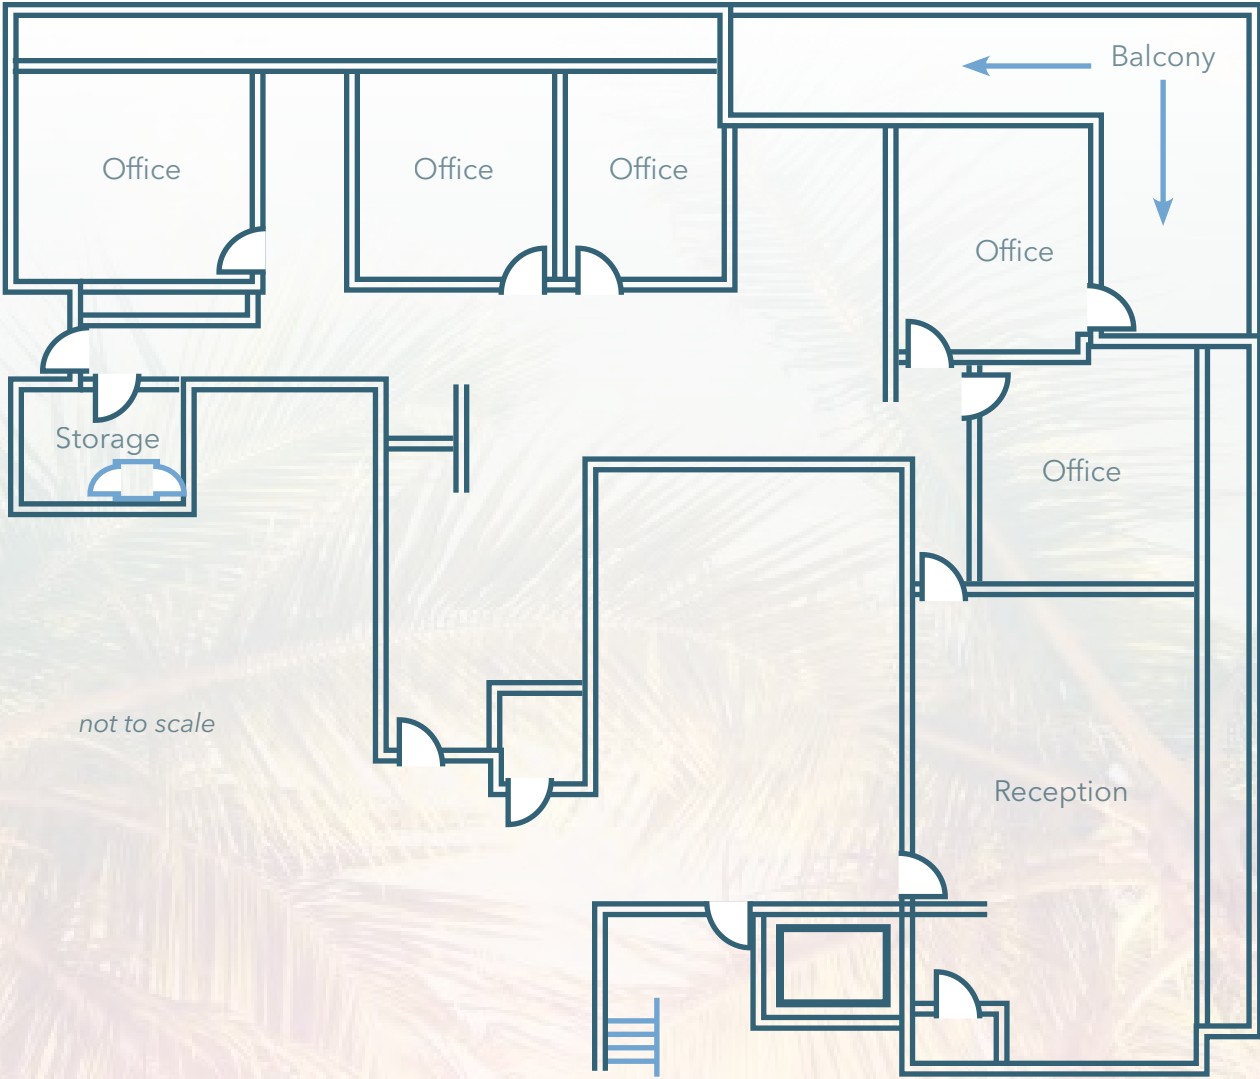 Balcony
Office
Office
Office
Office
Storage
Office
not to scale
Reception